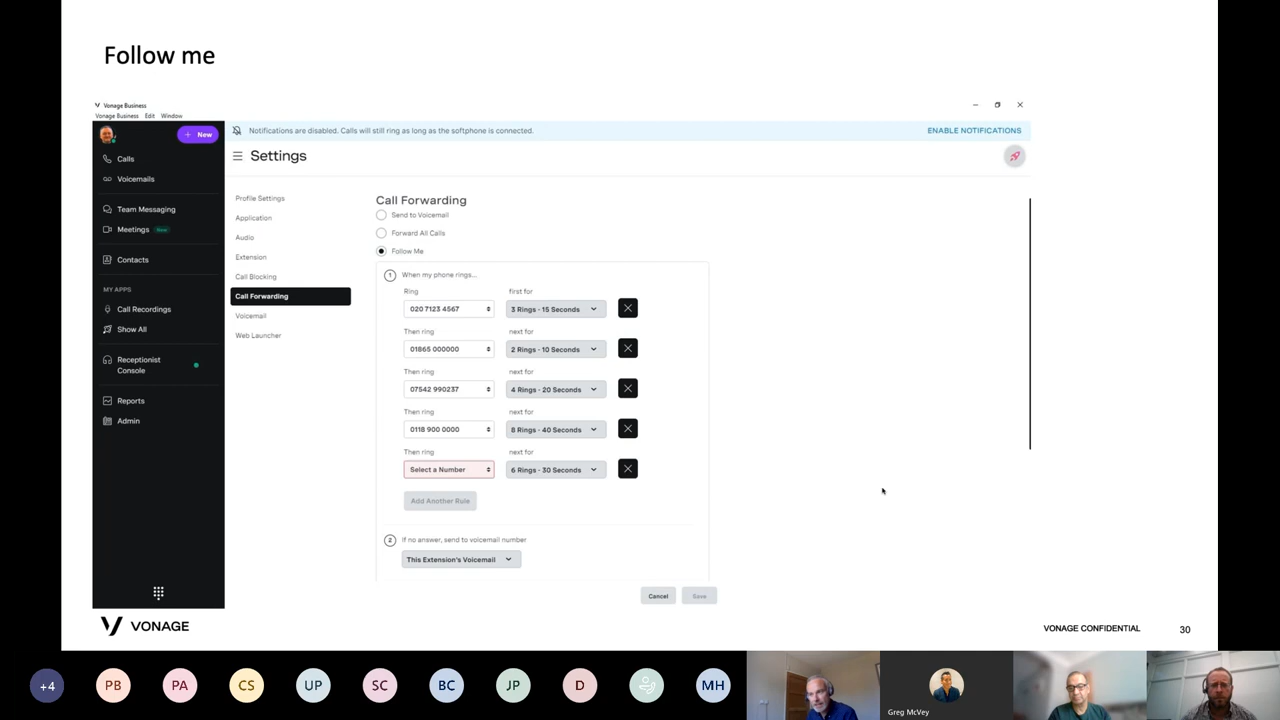 Follow me
Vonage Business
Vonage Business Edit Window
New
Notifications are disabled. Calls will still ring as long as the softphone is connected.
ENABLE NOTIFICATIONS
Settings
Calls
Voicemails
Team Messaging
Meetings New
Contacts
MY APPS
Call Recordings
Show All
Receptionist
Console
Reports
Admin
Profile Settings
Application
Audio
Extension
Call Blocking
Call Forwarding
Voicemail
Web Launcher
Call Forwarding
Send to Voicemail
Forward All Calls
Follow Me
1 When my phone rings...
Ring first for
020 7123 4567 3 Rings - 15 Seconds
Then ring next for
01865 000000 2 Rings - 10 Seconds
Then ring next for
07542 990237 4 Rings - 20 Seconds
Then ring next for
0118 900 0000 8 Rings - 40 Seconds
Then ring next for
Select a Number 6 Rings - 30 Seconds
Add Another Rule
2 If no answer, send to voicemail number
This Extension's Voicemail
Cancel Save
VONAGE
VONAGE CONFIDENTIAL 30
+4 PB PA CS UP SC BC JP D MH
Greg McVey